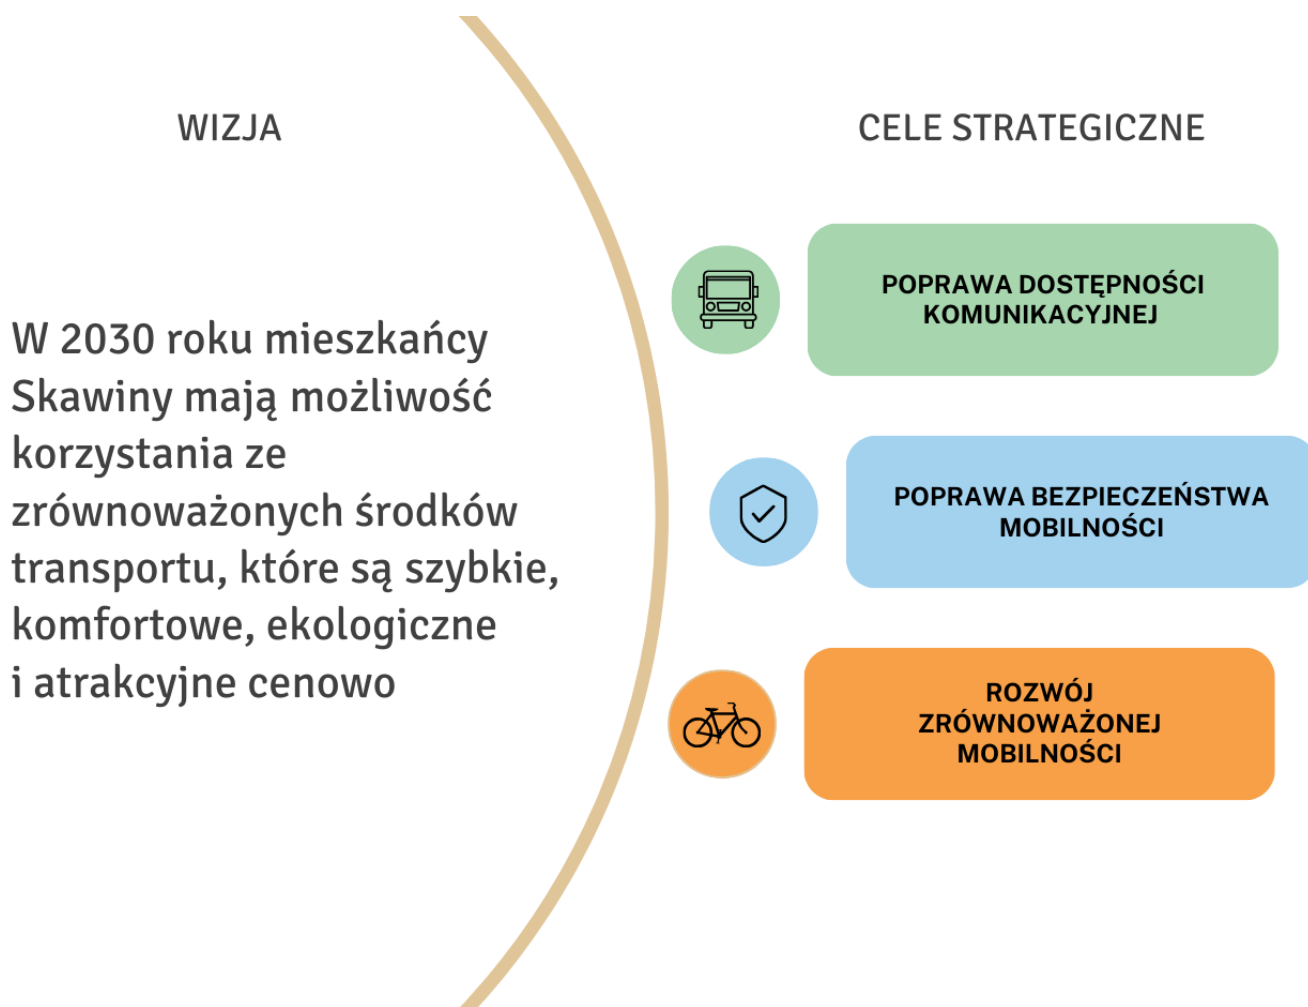 WIZJA
W 2030 roku mieszkańcy
Skawiny mają możliwość
korzystania ze
zrównoważonych środków
transportu, które są szybkie,
komfortowe, ekologiczne
i atrakcyjne cenowo
CELE STRATEGICZNE
POPRAWA DOSTĘPNOŚCI
KOMUNIKACYJNEJ
POPRAWA BEZPIECZEŃSTWA
MOBILNOŚCI
ROZWÓJ
ZRÓWNOWAŻONEJ
MOBILNOŚCI